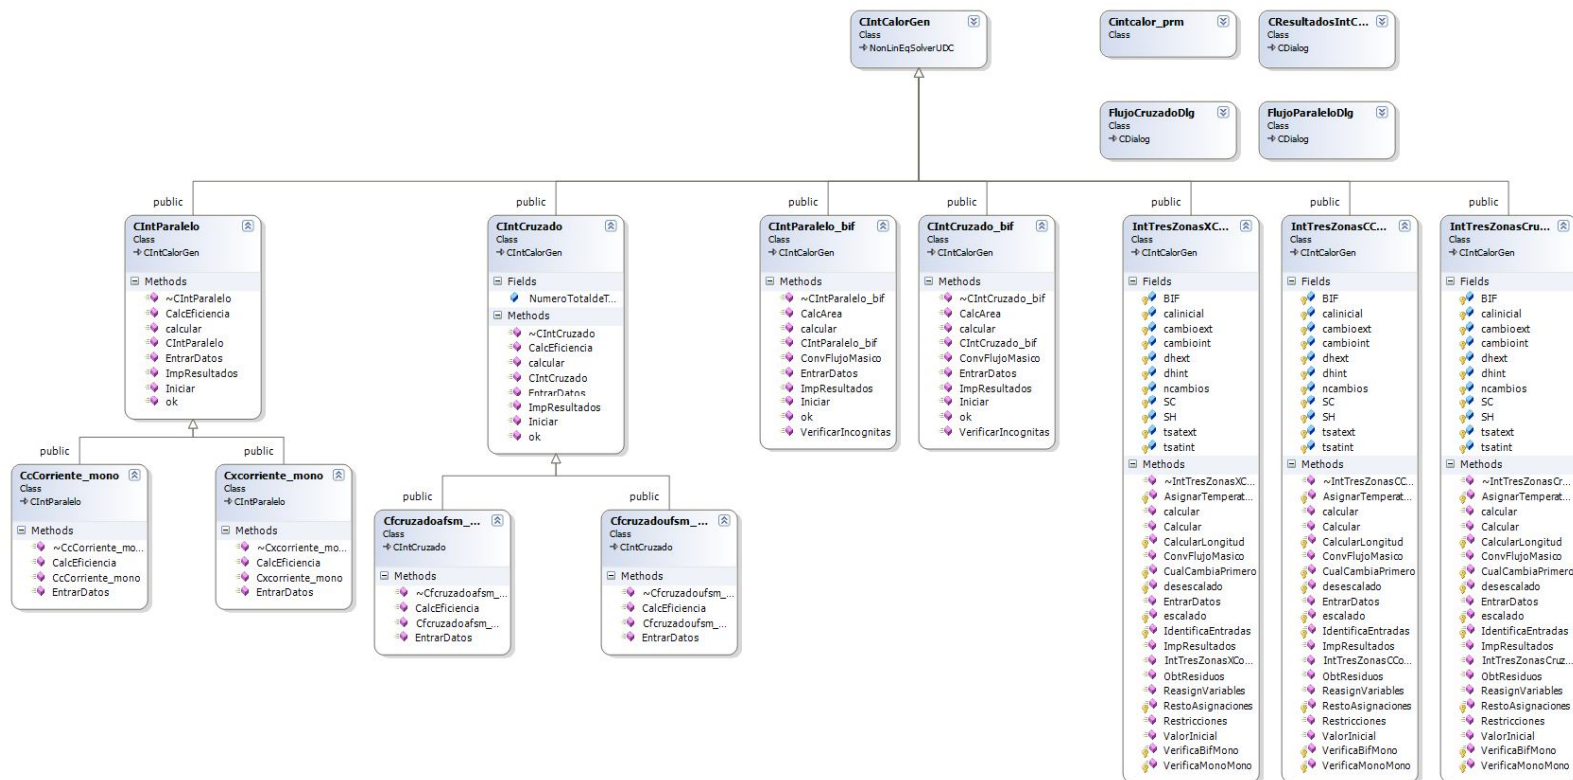 CIntCalorGen
Class
NonLinEqSolverUDC
Cintcalor_prm
Class
CResultadosIntC...
Class
CDialog
FlujoCruzadoDlg
Class
CDialog
FlujoParaleloDlg
Class
CDialog
public
public
public
public
public
public
public
CIntParalelo
Class
CIntCalorGen
Methods
~CIntParalelo
CalcEficiencia
calcular
CIntParalelo
EntrarDatos
ImpResultados
Iniciar
ok
CIntCruzado
Class
CIntCalorGen
Fields
NumeroTotaldeT...
Methods
~CIntCruzado
CalcEficiencia
calcular
CIntCruzado
EntrarDatos
ImpResultados
Iniciar
ok
CIntParalelo_bif
Class
CIntCalorGen
Methods
~CIntParalelo_bif
CalcArea
calcular
CIntParalelo_bif
ConvFlujoMasico
EntrarDatos
ImpResultados
Iniciar
ok
VerificarIncognitas
CIntCruzado_bif
Class
CIntCalorGen
Methods
~CIntCruzado_bif
CalcArea
calcular
CIntCruzado_bif
ConvFlujoMasico
EntrarDatos
ImpResultados
Iniciar
ok
VerificarIncognitas
IntTresZonasXC...
Class
CIntCalorGen
Fields
BIF
calinicial
cambioext
cambioint
dhext
dhint
ncambios
SC
SH
tsatext
tsatint
Methods
~IntTresZonasXC...
AsignarTemperat...
calcular
Calcular
CalcularLongitud
ConvFlujoMasico
CualCambiaPrimero
desescalado
EntrarDatos
escalado
IdentificaEntradas
ImpResultados
IntTresZonasXCo...
ObtResiduos
ReasignVariables
RestoAsignaciones
Restricciones
ValorInicial
VerificaBifMono
VerificaMonoMono
IntTresZonasCC...
Class
CIntCalorGen
Fields
BIF
calinicial
cambioext
cambioint
dhext
dhint
ncambios
SC
SH
tsatext
tsatint
Methods
~IntTresZonasCC...
AsignarTemperat...
calcular
Calcular
CalcularLongitud
ConvFlujoMasico
CualCambiaPrimero
desescalado
EntrarDatos
escalado
IdentificaEntradas
ImpResultados
IntTresZonasCCo...
ObtResiduos
ReasignVariables
RestoAsignaciones
Restricciones
ValorInicial
VerificaBifMono
VerificaMonoMono
IntTresZonasCru...
Class
CIntCalorGen
Fields
BIF
calinicial
cambioext
cambioint
dhext
dhint
ncambios
SC
SH
tsatext
tsatint
Methods
~IntTresZonasCr...
AsignarTemperat...
calcular
Calcular
CalcularLongitud
ConvFlujoMasico
CualCambiaPrimero
desescalado
EntrarDatos
escalado
IdentificaEntradas
ImpResultados
IntTresZonasCruz...
ObtResiduos
ReasignVariables
RestoAsignaciones
Restricciones
ValorInicial
VerificaBifMono
VerificaMonoMono
public
public
CcCorriente_mono
Class
CIntParalelo
Methods
~CcCorriente_mo...
CalcEficiencia
CcCorriente_mono
EntrarDatos
Cxcorriente_mono
Class
CIntParalelo
Methods
~Cxcorriente_mo...
CalcEficiencia
Cxcorriente_mono
EntrarDatos
public
public
Cfcruzadoafsm_...
Class
CIntCruzado
Methods
~Cfcruzadoafsm_...
CalcEficiencia
Cfcruzadoafsm_...
EntrarDatos
Cfcruzadoufsm_...
Class
CIntCruzado
Methods
~Cfcruzadoufsm_...
CalcEficiencia
Cfcruzadoufsm_...
EntrarDatos